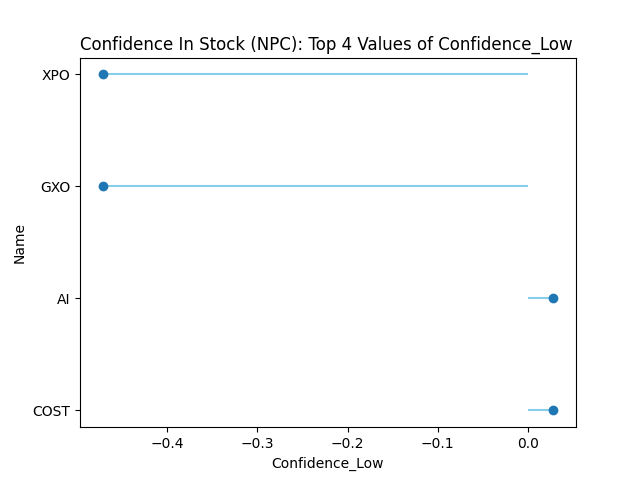 Confidence In Stock (NPC): Top 4 Values of Confidence_Low
XPO
GXO
AI
COST
Name
−0.4 −0.3 −0.2 −0.1 0.0
Confidence_Low